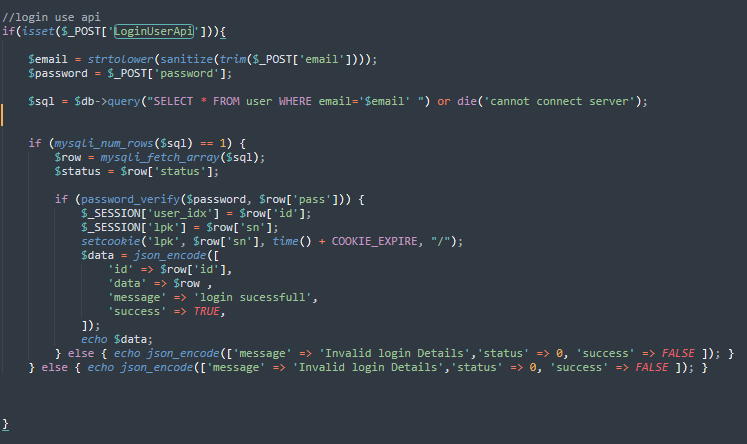 //login use api
if(isset($_POST['LoginUserApi'])){
$email = strtolower(sanitize(trim($_POST['email'])));
$password = $_POST['password'];
$sql = $db->query("SELECT * FROM user WHERE email='$email' ") or die('cannot connect server');
if (mysqli_num_rows($sql) == 1) {
$row = mysqli_fetch_array($sql);
$status = $row['status'];
if (password_verify($password, $row['pass'])) {
$_SESSION['user_idx'] = $row['id'];
$_SESSION['lpk'] = $row['sn'];
setcookie('lpk', $row['sn'], time() + COOKIE_EXPIRE, "/");
$data = json_encode([
'id' => $row['id'],
'data' => $row ,
'message' => 'login sucessfull',
'success' => TRUE,
]);
echo $data;
} else { echo json_encode(['message' => 'Invalid login Details','status' => 0, 'success' => FALSE ]); }
} else { echo json_encode(['message' => 'Invalid login Details','status' => 0, 'success' => FALSE ]); }
}